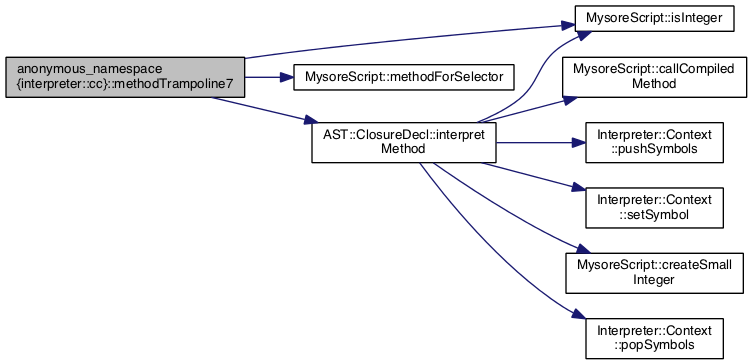 anonymous_namespace
{interpreter::cc}::methodTrampoline7
MysoreScript::isInteger
MysoreScript::methodForSelector
MysoreScript::callCompiled
Method
AST::ClosureDecl::interpret
Method
Interpreter::Context
::pushSymbols
Interpreter::Context
::setSymbol
MysoreScript::createSmall
Integer
Interpreter::Context
::popSymbols